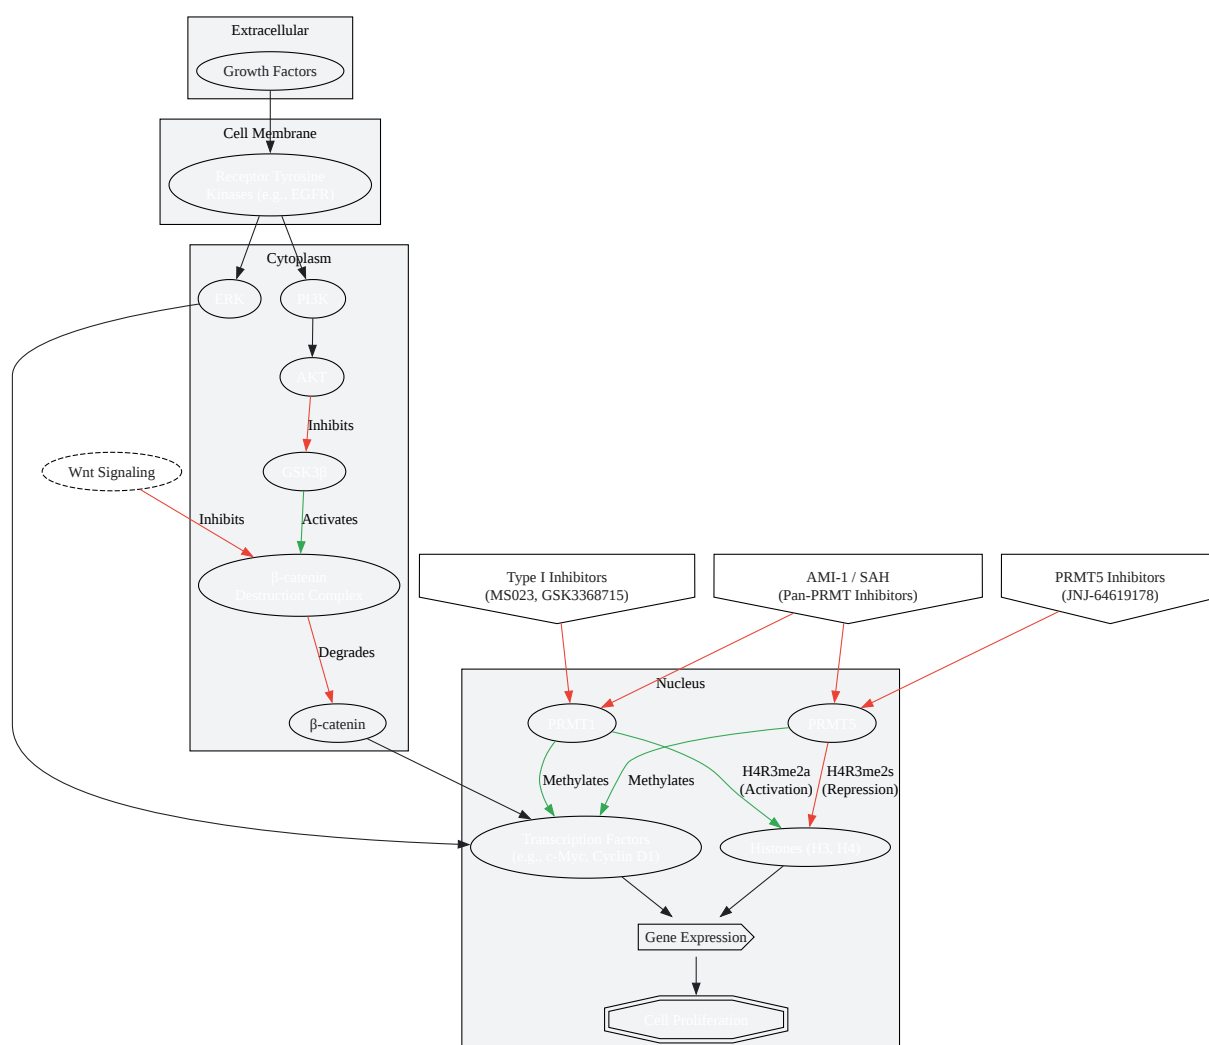 Extracellular
Growth Factors
Cell Membrane
Receptor Tyrosine
Kinases (e.g., EGFR)
Cytoplasm
ERK
PI3K
AKT
Inhibits
Wnt Signaling
GSK3β
Inhibits
Activates
β-catenin
Destruction Complex
Type I Inhibitors
(MS023, GSK3368715)
AMI-1 / SAH
(Pan-PRMT Inhibitors)
PRMT5 Inhibitors
(JNJ-64619178)
Degrades
Nucleus
β-catenin
PRMT1
PRMT5
Methylates
Methylates
H4R3me2a
(Activation)
H4R3me2s
(Repression)
Transcription Factors
(e.g., c-Myc, Cyclin D1)
Histones (H3, H4)
Gene Expression
Cell Proliferation